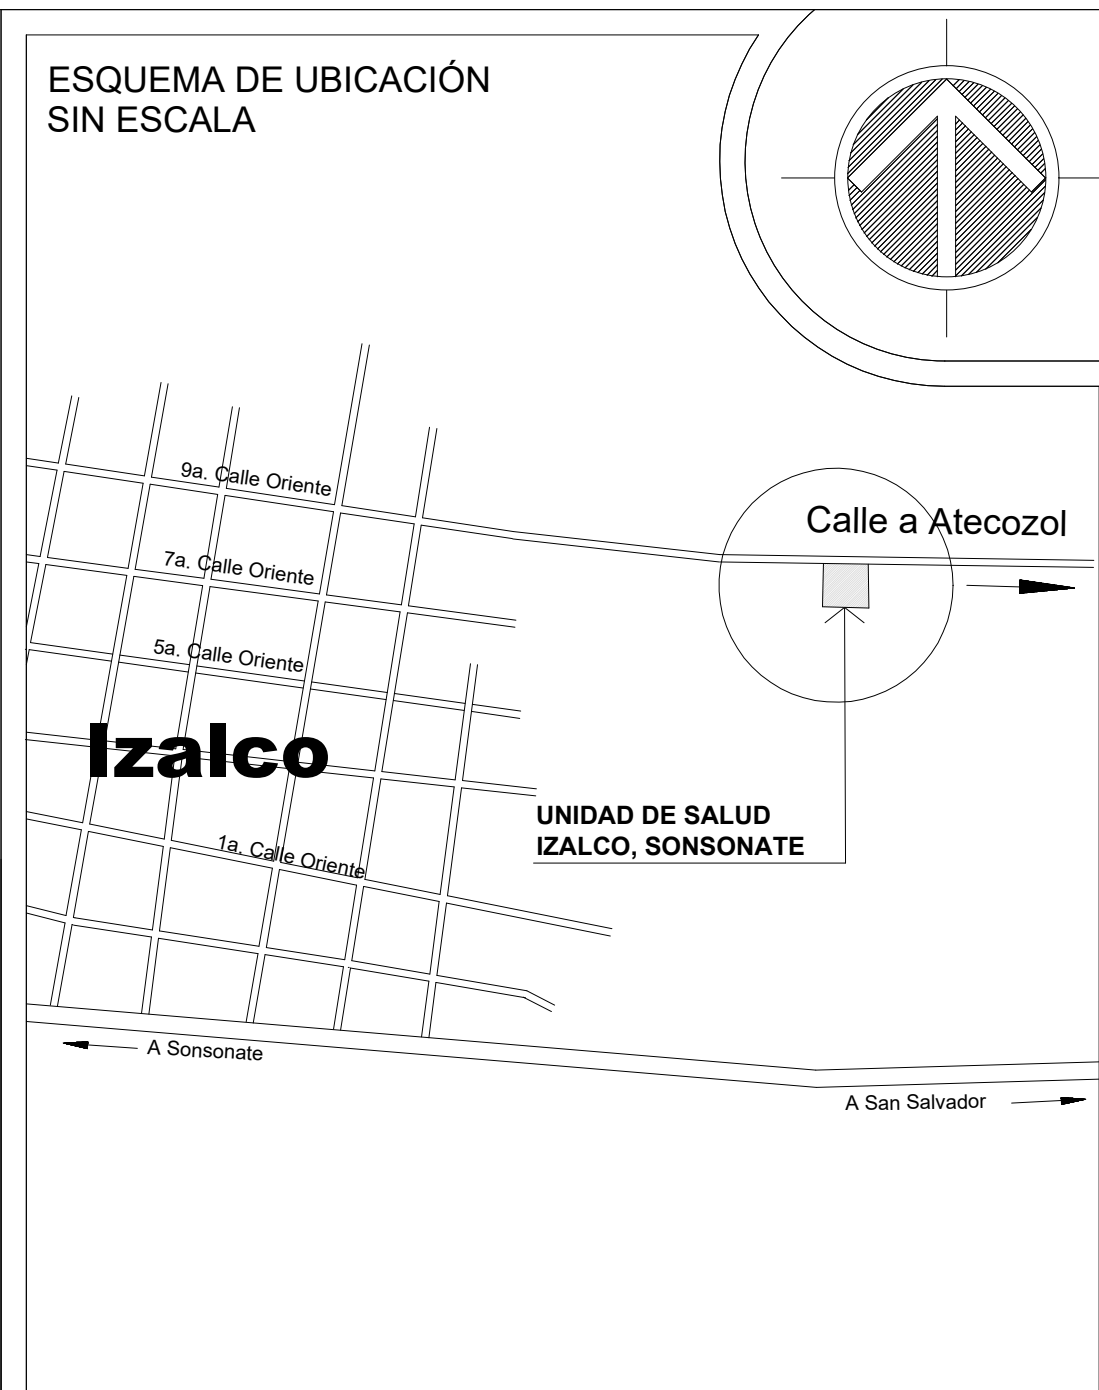 ESQUEMA DE UBICACIÓN
SIN ESCALA
9a. Calle Oriente
Calle a Atecozol
7a. Calle Oriente
5a. Calle Oriente
Izalco
UNIDAD DE SALUD
IZALCO, SONSONATE
1a. Calle Oriente
A Sonsonate
A San Salvador